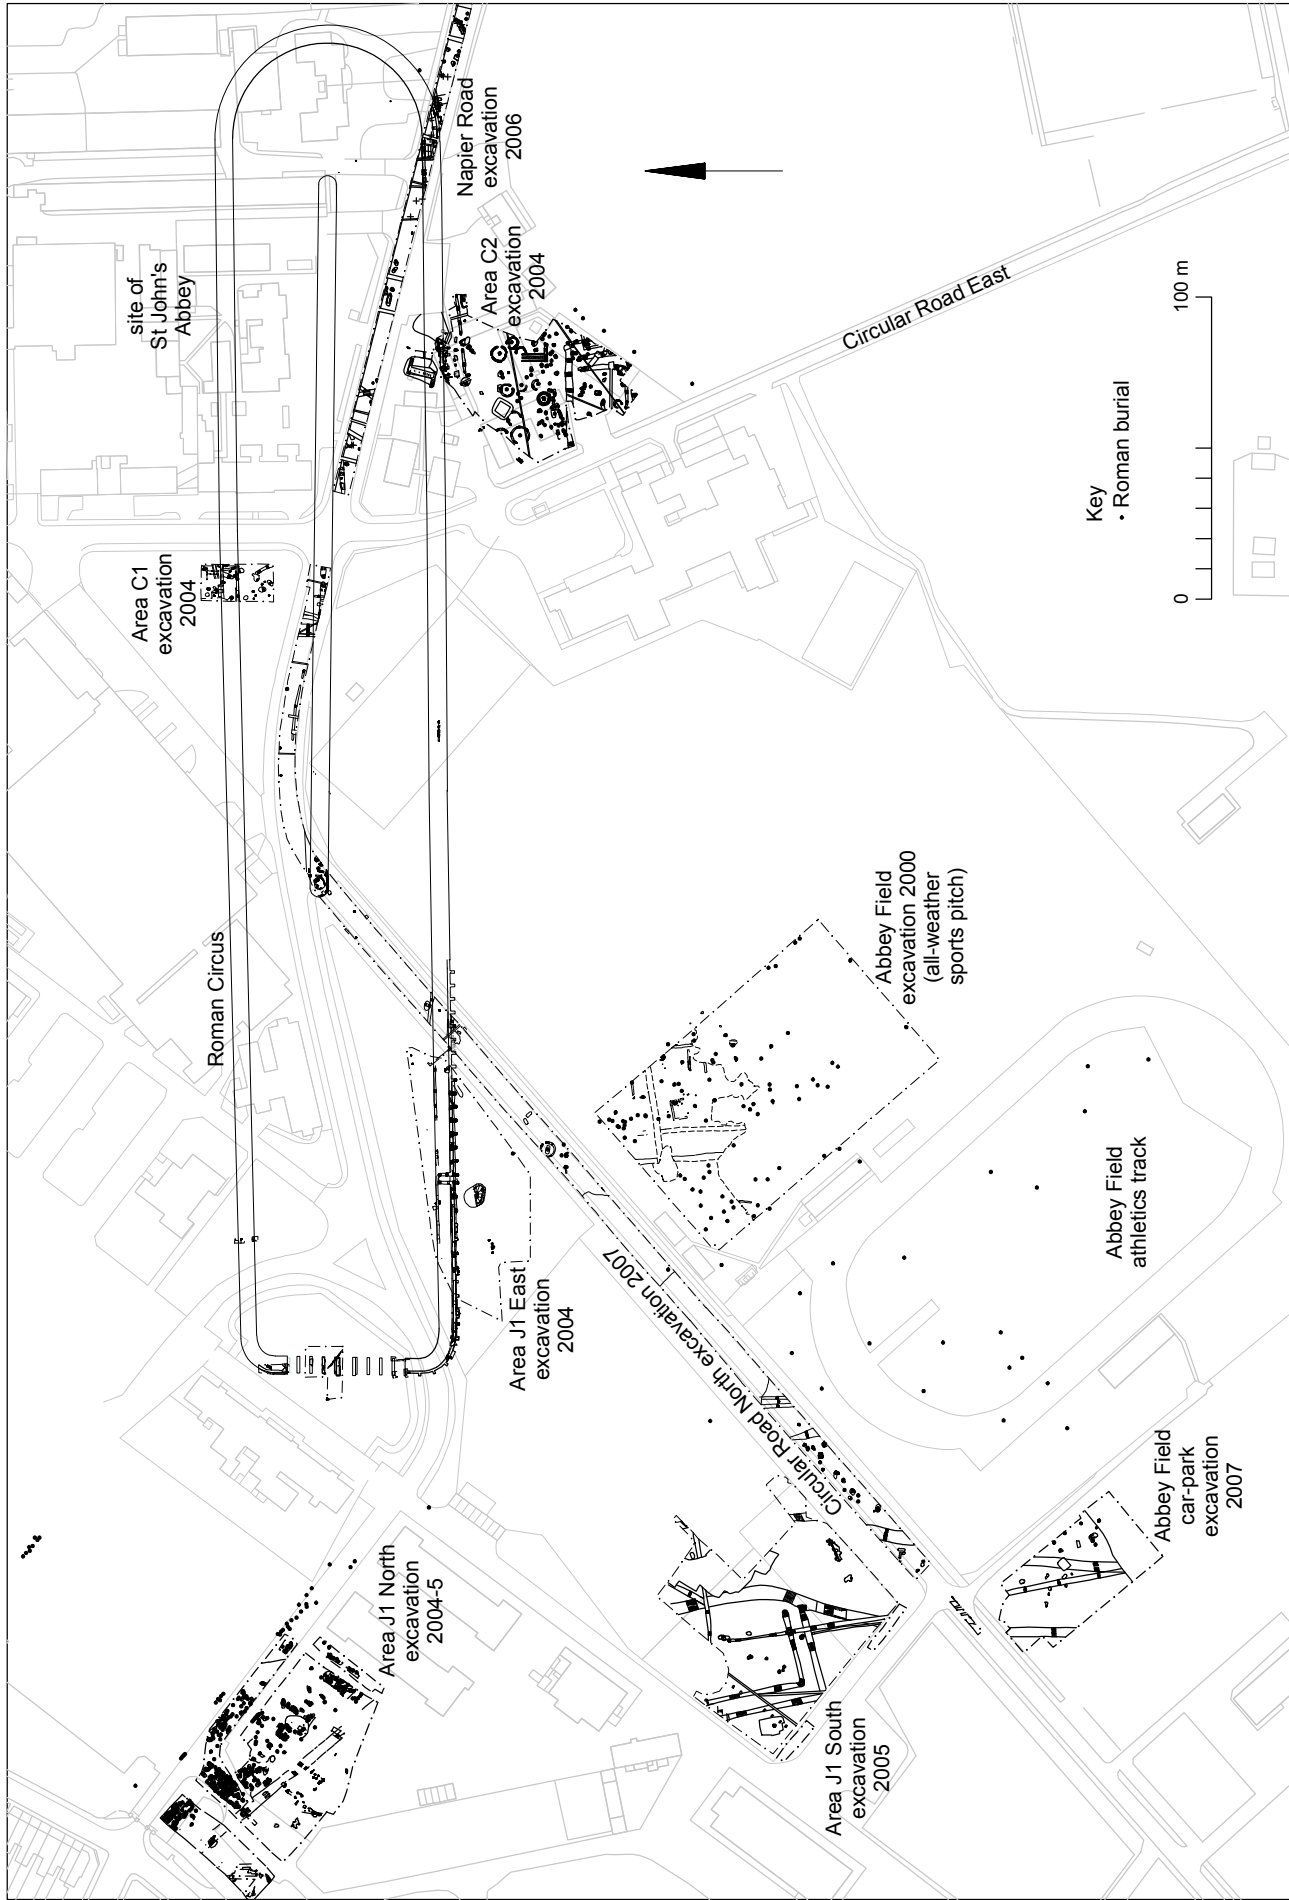 Area J1 North
excavation
2004-5
Roman Circus
Area C1
excavation
2004
site of
St John's
Abbey
Napier Road
excavation
2006
Area C2
excavation
2004
Area J1 East
excavation
2004
Circular Road North excavation 2007
Circular Road East
Area J1 South
excavation
2005
Abbey Field
excavation 2000
(all-weather
sports pitch)
Abbey Field
athletics track
Abbey Field
car-park
excavation
2007
Key
Roman burial
0
100 m